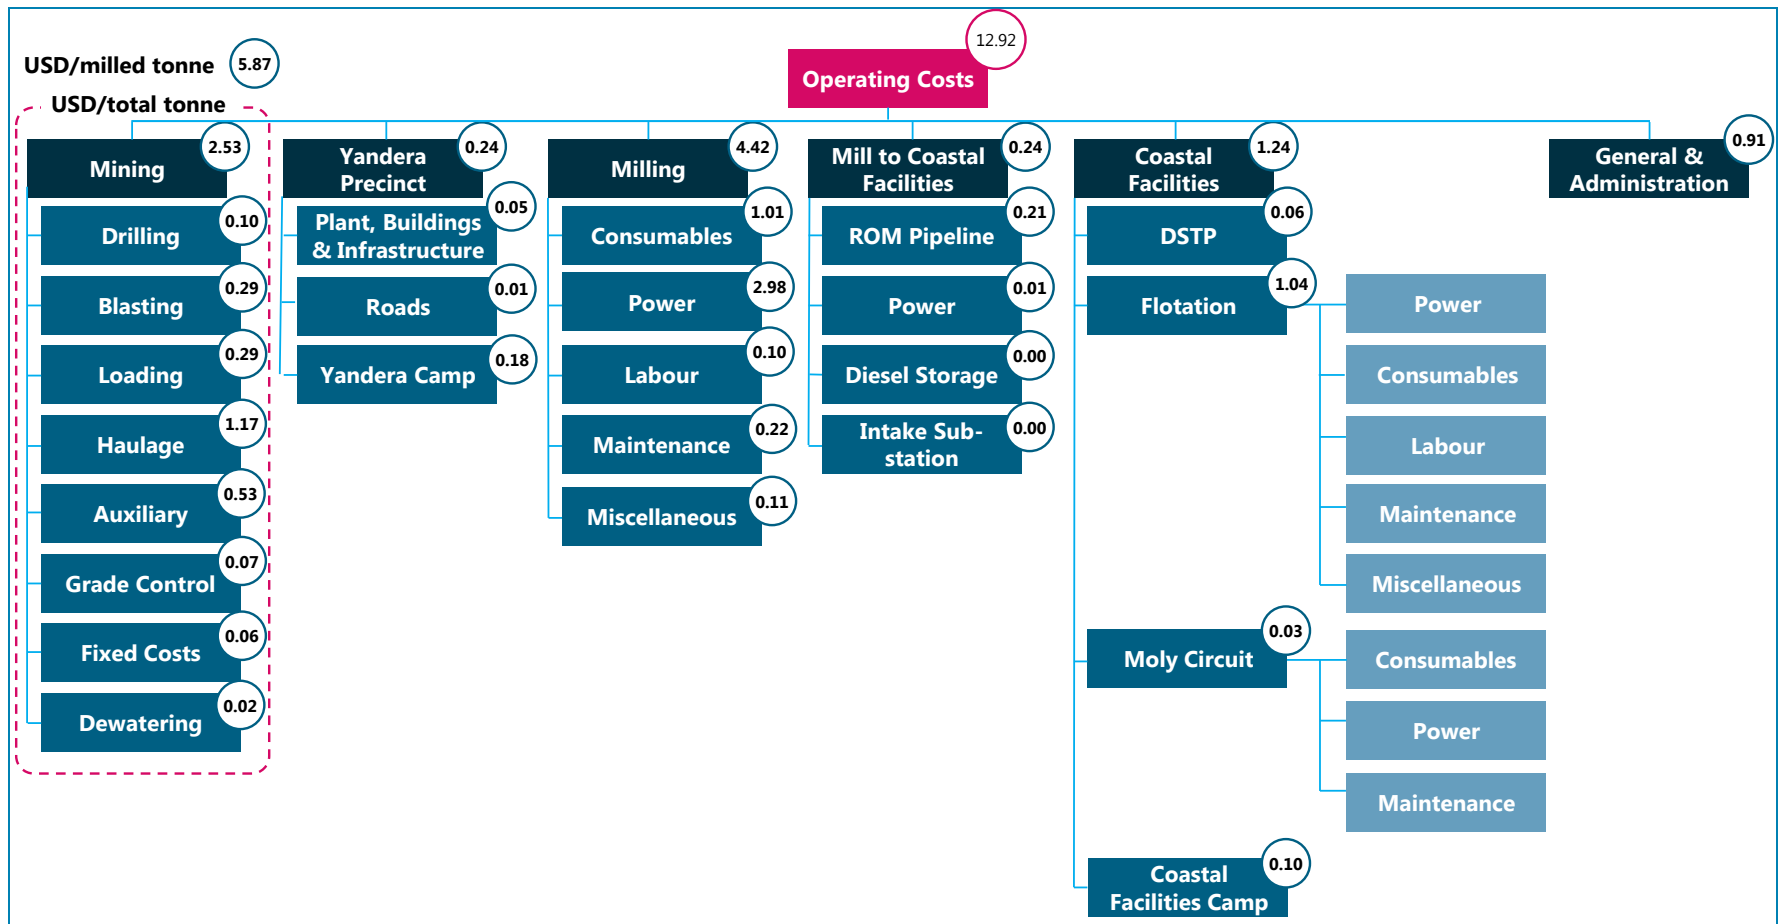 12.92
Operating Costs
USD/milled tonne 5.87
USD/total tonne
Mining 2.53
Drilling 0.10
Blasting 0.29
Loading 0.29
Haulage 1.17
Auxiliary 0.53
Grade Control 0.07
Fixed Costs 0.06
Dewatering 0.02
Yandera
Precinct
0.24
Plant, Buildings
& Infrastructure
0.05
Roads 0.01
Yandera Camp 0.18
Milling 4.42
Consumables 1.01
Power 2.98
Labour 0.10
Maintenance 0.22
Miscellaneous 0.11
Mill to Coastal
Facilities
0.24
ROM Pipeline 0.21
Power 0.01
Diesel Storage 0.00
Intake Sub-
station
0.00
Coastal
Facilities
1.24
DSTP 0.06
Flotation 1.04
Power
Consumables
Labour
Maintenance
Miscellaneous
Moly Circuit 0.03
Consumables
Power
Maintenance
Coastal
Facilities Camp
0.10
General &
Administration
0.91